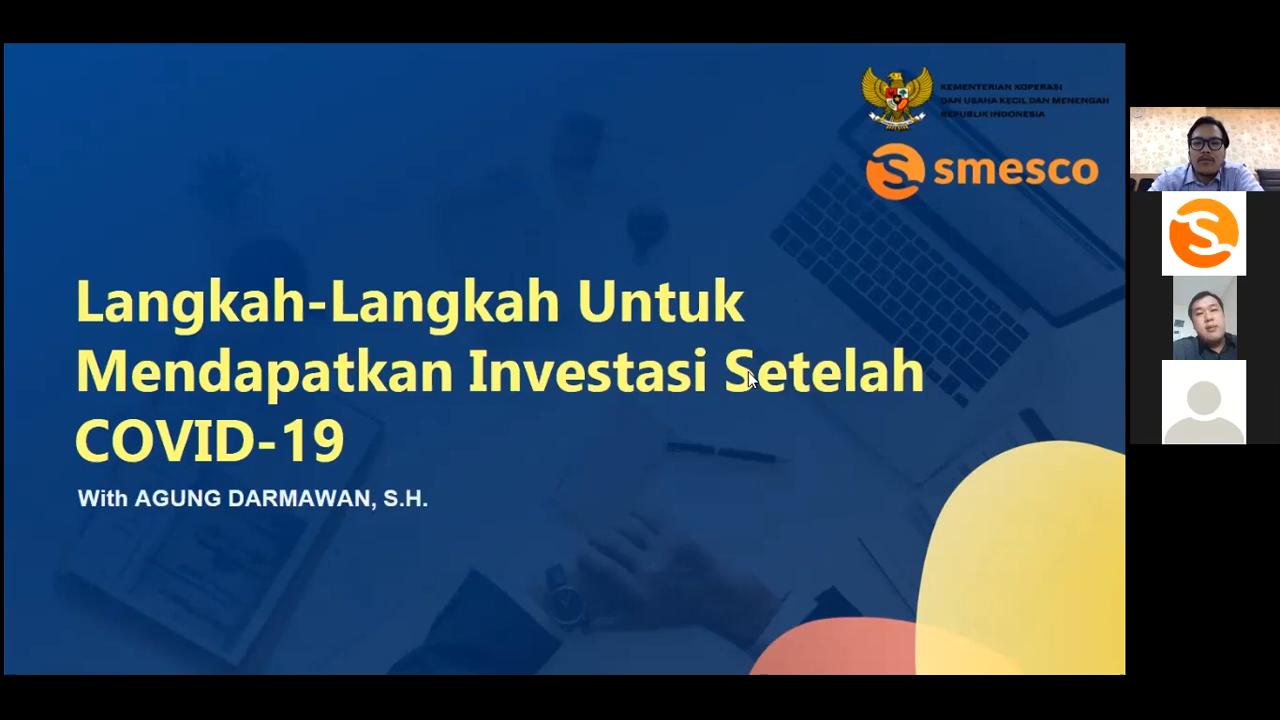 KEMENTERIAN KOPERASI
DAN USAHA KECIL DAN MENENGAH
REPUBLIK INDONESIA
smesco
Langkah-Langkah Untuk
Mendapatkan Investasi Setelah
COVID-19
With AGUNG DARMAWAN, S.H.